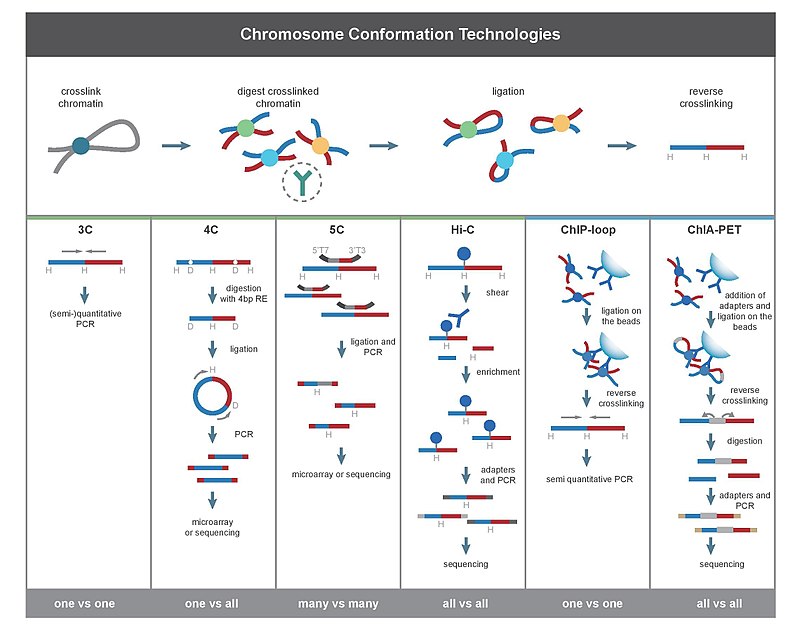 Chromosome Conformation Technologies
crosslink
chromatin
digest crosslinked
chromatin
ligation
reverse
crosslinking
H H H
3C
H H H
(semi-)quantitative
PCR
one vs one
4C
H D H D H
digestion
with 4bp RE
D H D
ligation
H
D
PCR
microarray
or sequencing
one vs all
5C
5'T7 3'T3
H H H
ligation and
PCR
H
H
H
microarray or sequencing
many vs many
Hi-C
H H H
shear
H
enrichment
H
H
H
adapters
and PCR
H
H H
sequencing
all vs all
ChIP-loop
ligation on
the beads
reverse
crosslinking
H H H
semi quantitative PCR
one vs one
ChIA-PET
addition of
adapters and
ligation on the
beads
reverse
crosslinking
digestion
adapters and
PCR
sequencing
all vs all